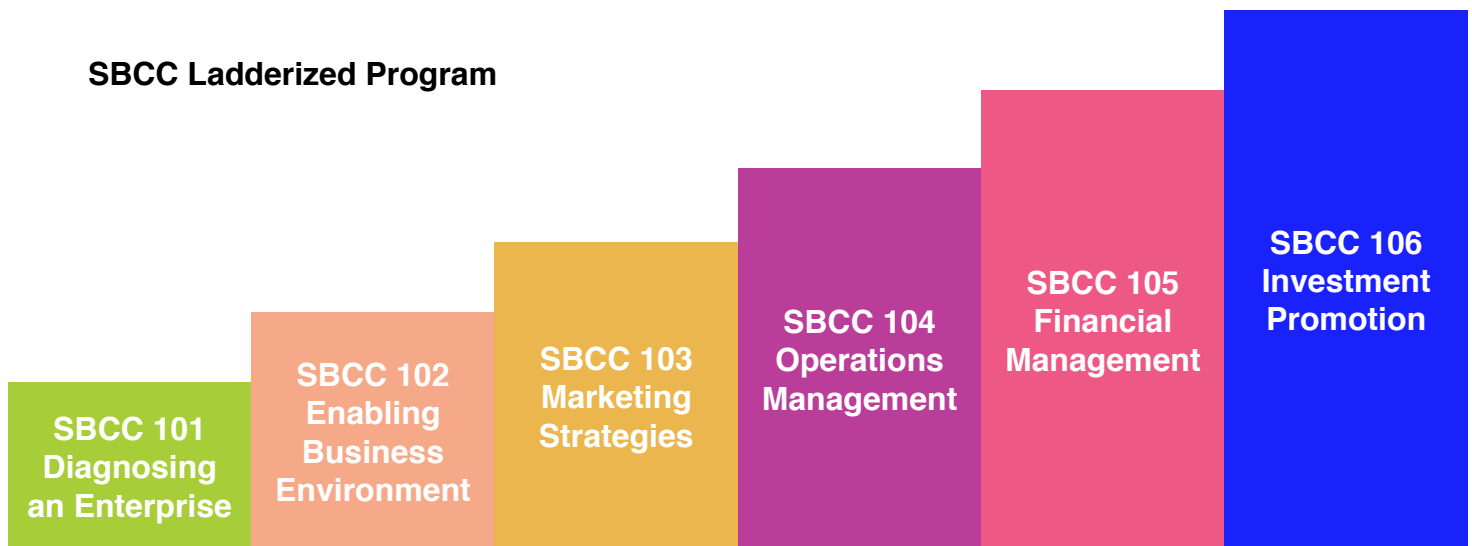 SBCC Ladderized Program
SBCC 101
Diagnosing
an Enterprise
SBCC 102
Enabling
Business
Environment
SBCC 103
Marketing
Strategies
SBCC 104
Operations
Management
SBCC 105
Financial
Management
SBCC 106
Investment
Promotion